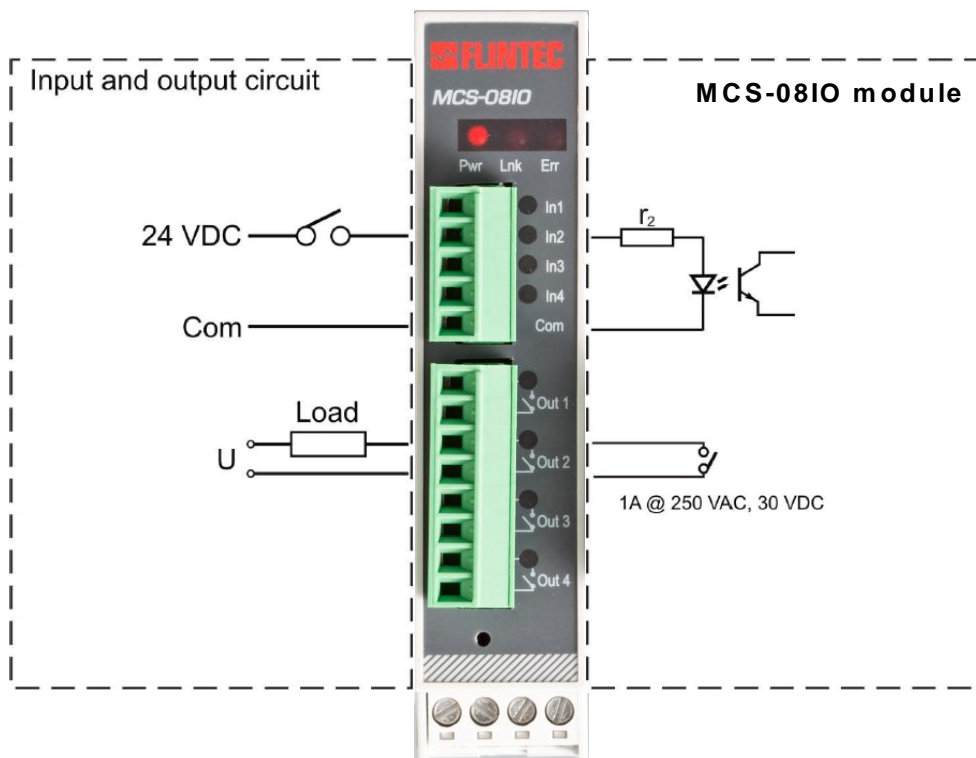 Input and output circuit
FLINTEC
MCS-08IO
MCS-08IO module
Pwr Lnk Err
In1
In2
In3
In4
Com
24 VDC
Com
r2
Load
U
Out 1
Out 2
Out 3
Out 4
1A @ 250 VAC, 30 VDC